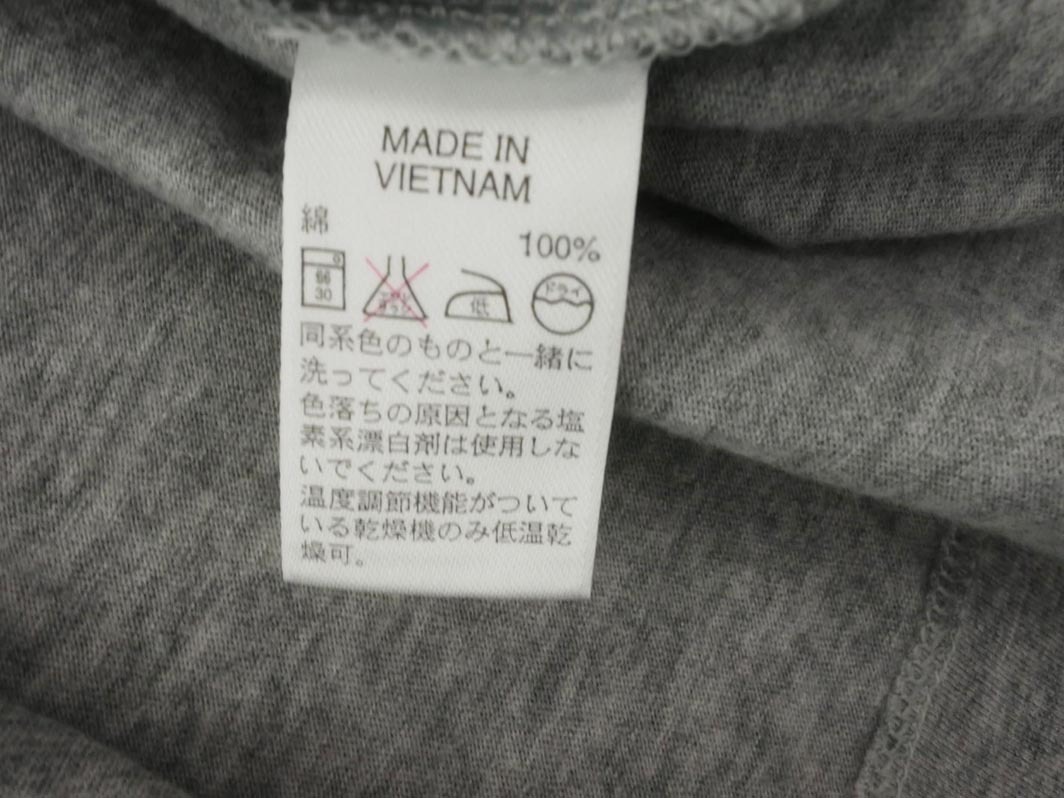 MADE IN
VIETNAM
綿
100%
30
低
ドライ
同系色のものと一緒に
洗ってください。
色落ちの原因となる塩
素系漂白剤は使用しな
いでください。
温度調節機能がついて
いる乾燥機のみ低温乾
燥可。